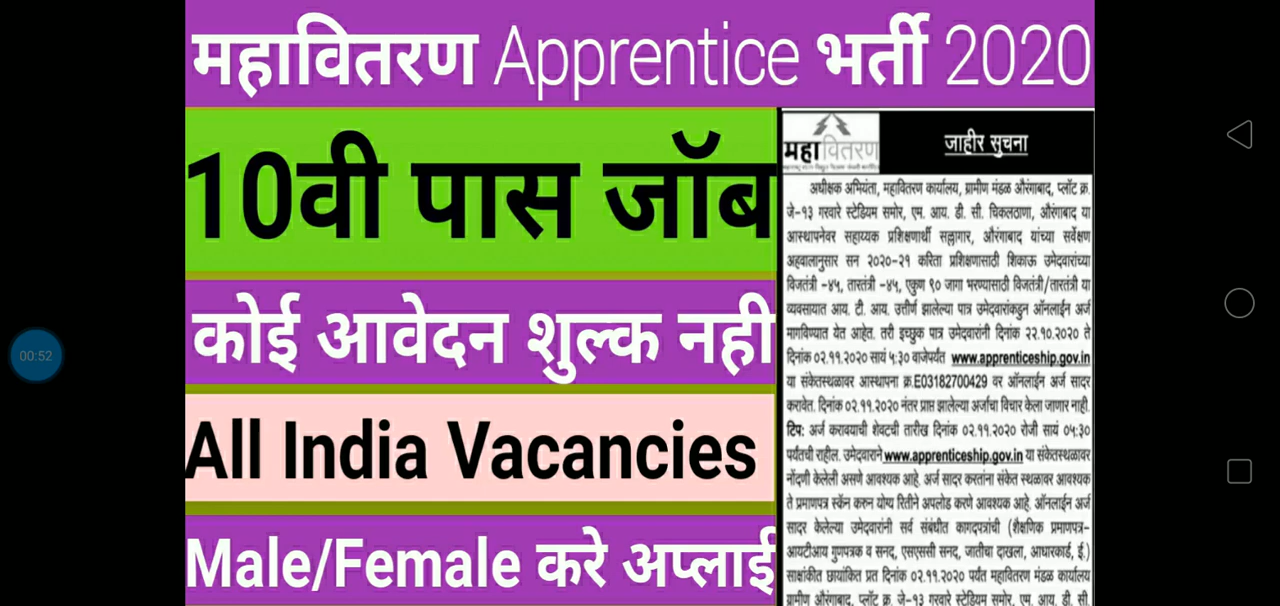 महावितरण Apprentice भर्ती 2020
10वी पास जॉब
कोई आवेदन शुल्क नही
All India Vacancies
Male/Female करे अप्लाई
00:52
महावितरण
जाहीर सुचना
अधीक्षक अभियंता, महावितरण कार्यालय, ग्रामीण मंडळ औरंगाबाद, प्लॉट क्र.
जे-१३ गरवारे स्टेडियम समोर, एम. आय. डी. सी. चिकलठाणा, औरंगाबाद या
आस्थापनेवर सहाय्यक प्रशिक्षणार्थी सल्लागार, औरंगाबाद यांच्या सर्वेक्षण
अहवालानुसार सन २०२०-२१ करिता प्रशिक्षणासाठी शिकाऊ उमेदवारांच्या
विजतंत्री -४५, तारतंत्री -४५, एकुण ९० जागा भरण्यासाठी विजतंत्री/तारतंत्री या
व्यवसायात आय. टी. आय. उत्तीर्ण झालेल्या पात्र उमेदवारांकडुन ऑनलाईन अर्ज
मागविण्यात येत आहेत. तरी इच्छुक पात्र उमेदवारांनी दिनांक २२.१०.२०२० ते
दिनांक ०२.११.२०२० सायं ५:३० वाजेपर्यंत www.apprenticeship.gov.in
या संकेतस्थळावर आस्थापना क्र.E03182700429 वर ऑनलाईन अर्ज सादर
करावेत. दिनांक ०२.११.२०२० नंतर प्राप्त झालेल्या अर्जाचा विचार केला जाणार नाही.
टिप: अर्ज करावयाची शेवटची तारीख दिनांक ०२.११.२०२० रोजी सायं ०५:३०
पर्यंतची राहील. उमेदवाराने www.apprenticeship.gov.in या संकेतस्थळावर
नोंदणी केलेली असणे आवश्यक आहे. अर्ज सादर करतांना संकेत स्थळावर आवश्यक
ते प्रमाणपत्र स्कॅन करुन योग्य रितीने अपलोड करणे आवश्यक आहे. ऑनलाईन अर्ज
सादर केलेल्या उमेदवारांनी सर्व संबंधीत कागदपत्रांची (शैक्षणिक प्रमाणपत्र-
आयटीआय गुणपत्रक व सनद, एसएससी सनद, जातीचा दाखला, आधारकार्ड, ई.)
साक्षांकीत छायांकित प्रत दिनांक ०२.११.२०२० पर्यंत महावितरण मंडळ कार्यालय
ग्रामीण औरंगाबाद, प्लॉट क्र. जे-१३ गरवारे स्टेडियम समोर, एम. आय. डी. सी.